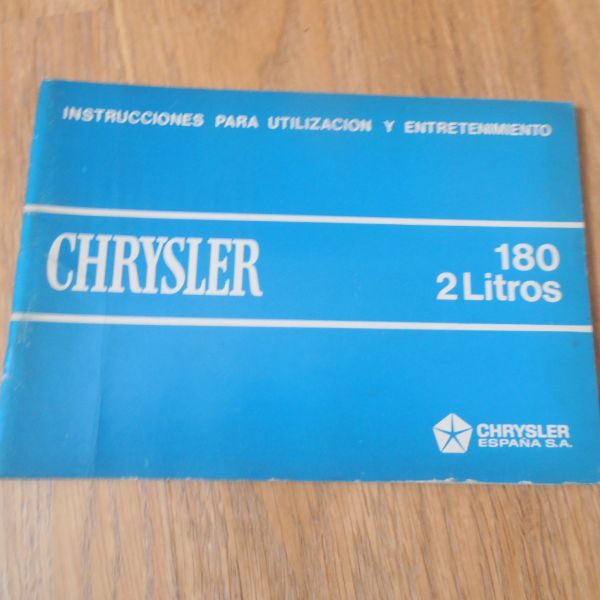 INSTRUCCIONES PARA UTILIZACION Y ENTRETENIMIENTO
CHRYSLER
180
2 Litros
CHRYSLER
ESPAÑA S.A.